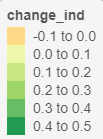 change_ind
-0.1 to 0.0
0.0 to 0.1
0.1 to 0.2
0.2 to 0.3
0.3 to 0.4
0.4 to 0.5